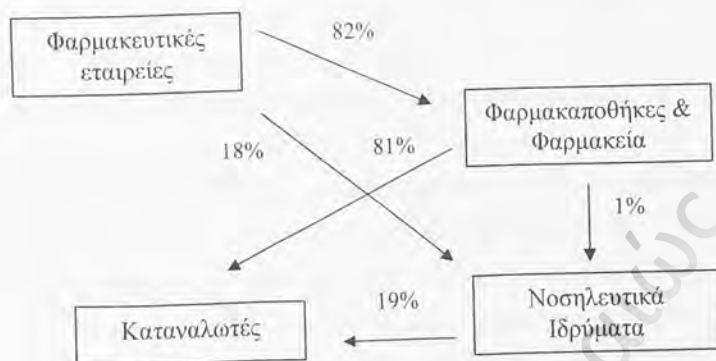 Φαρμακευτικές
εταιρείες
82%
Φαρμακαποθήκες &
Φαρμακεία
18%
81%
1%
19%
Καταναλωτές
Νοσηλευτικά
Ιδρύματα